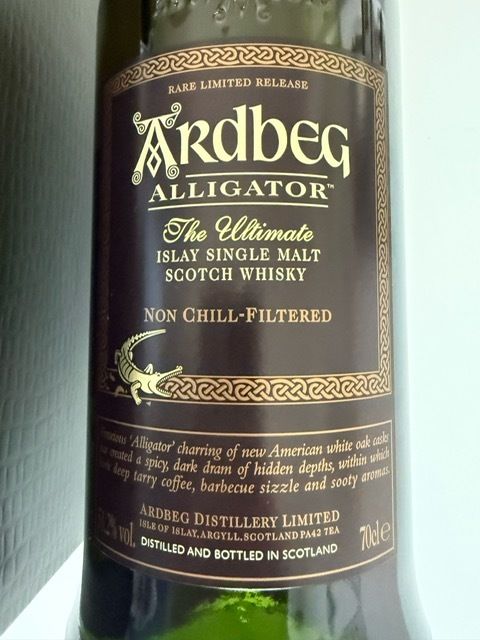 RARE LIMITED RELEASE
ARDBEG
ALLIGATOR™
The Ultimate
ISLAY SINGLE MALT
SCOTCH WHISKY
NON CHILL-FILTERED
'Alligator' charring of new American white oak casks
created a spicy, dark dram of hidden depths, within which
deep tarry coffee, barbecue sizzle and sooty aromas.
ARDBEG DISTILLERY LIMITED
ISLE OF ISLAY, ARGYLL, SCOTLAND PA42 7EA
vol.
DISTILLED AND BOTTLED IN SCOTLAND
70cl e